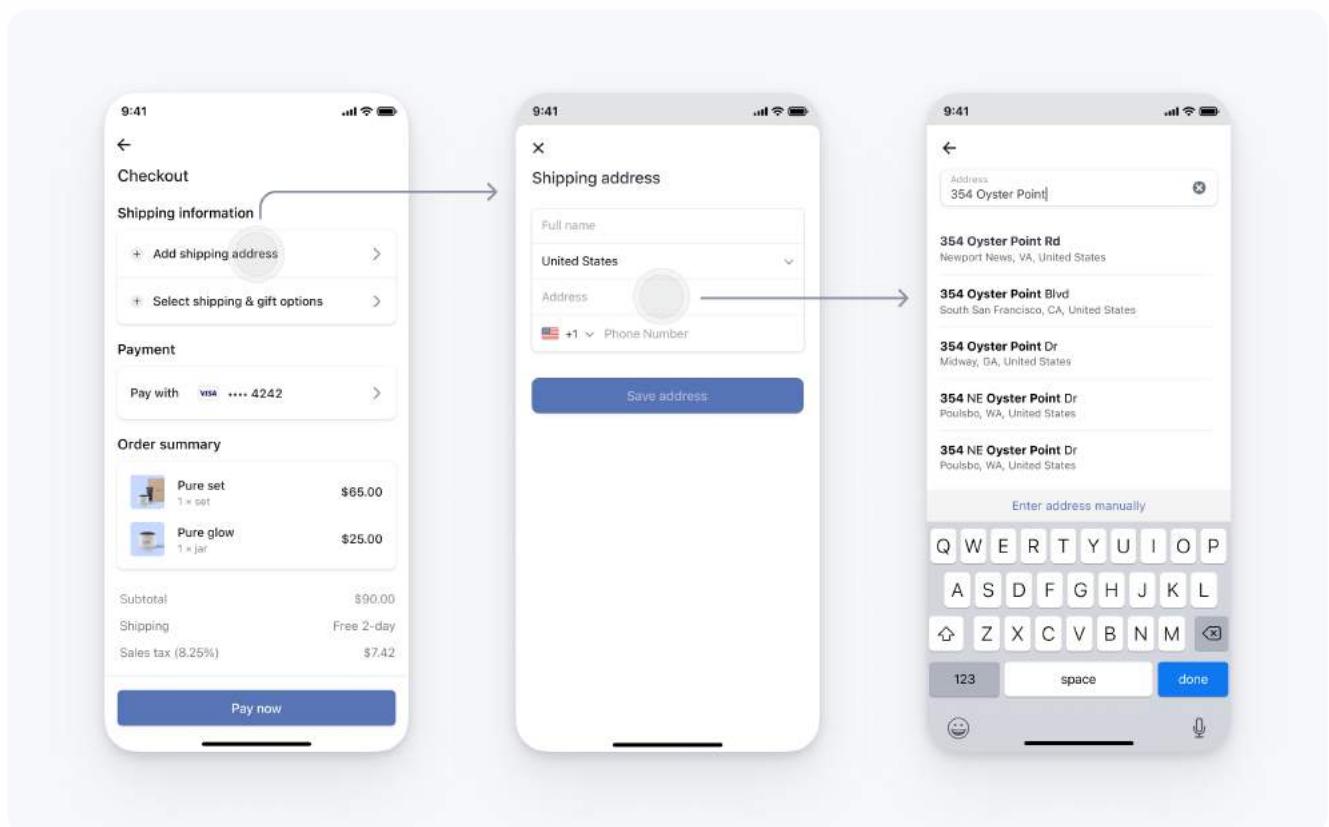 9:41
Checkout
Shipping information
Add shipping address
Select shipping & gift options
Payment
Pay with VISA •••• 4242
Order summary
Pure set
1 × set
$65.00
Pure glow
1 × jar
$25.00
Subtotal $90.00
Shipping Free 2-day
Sales tax (8.25%) $7.42
Pay now
9:41
Shipping address
Full name
United States
Address
+1 Phone Number
Save address
9:41
Address
354 Oyster Point
354 Oyster Point Rd
Newport News, VA, United States
354 Oyster Point Blvd
South San Francisco, CA, United States
354 Oyster Point Dr
Midway, GA, United States
354 NE Oyster Point Dr
Poulsbo, WA, United States
354 NE Oyster Point Dr
Poulsbo, WA, United States
Enter address manually
Q W E R T Y U I O P
A S D F G H J K L
Z X C V B N M
123 space done